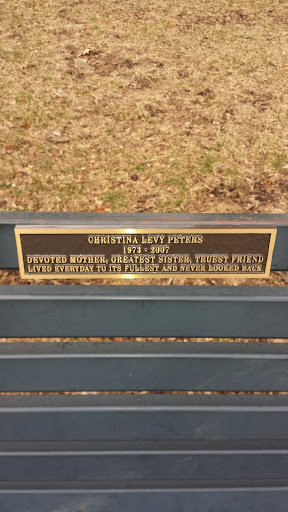 CHRISTINA LEVY PETERS
1973 - 2007
DEVOTED MOTHER, GREATEST SISTER, TRUEST FRIEND
LIVED EVERYDAY TO ITS FULLEST AND NEVER LOOKED BACK